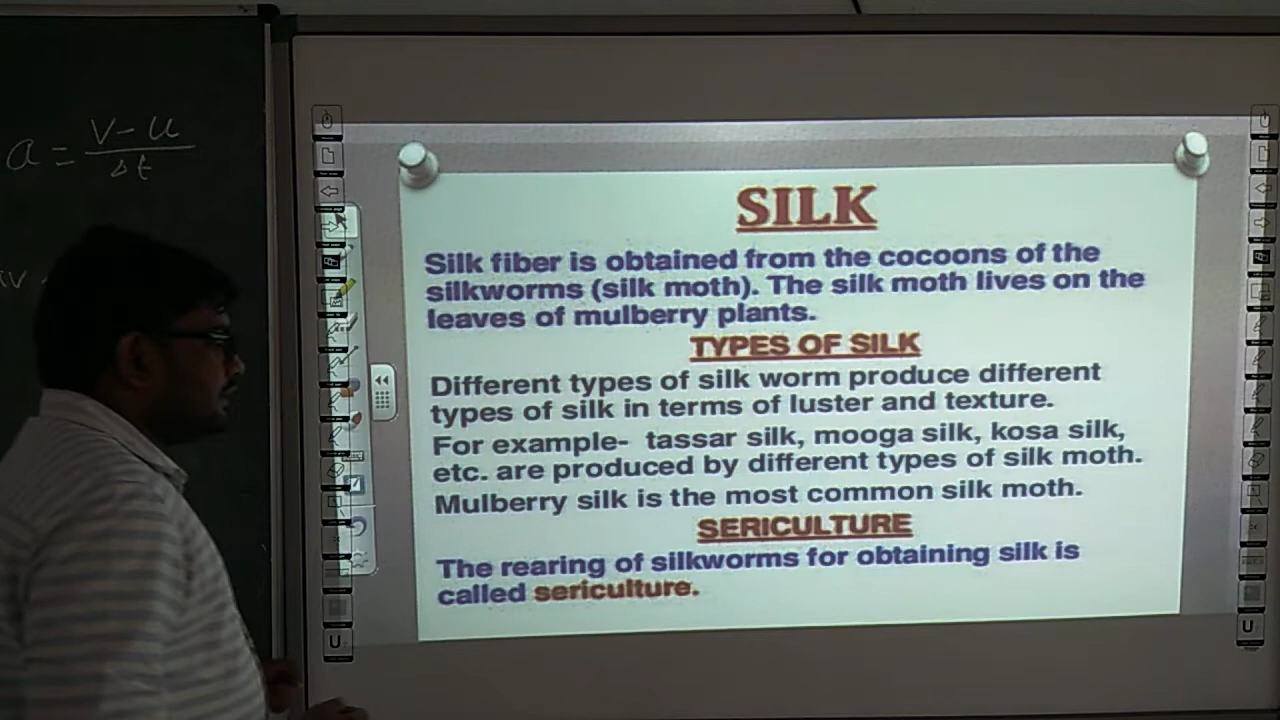 a = v - u / Δt
SILK
Silk fiber is obtained from the cocoons of the
silkworms (silk moth). The silk moth lives on the
leaves of mulberry plants.
TYPES OF SILK
Different types of silk worm produce different
types of silk in terms of luster and texture.
For example- tassar silk, mooga silk, kosa silk,
etc. are produced by different types of silk moth.
Mulberry silk is the most common silk moth.
SERICULTURE
The rearing of silkworms for obtaining silk is
called sericulture.
U
U